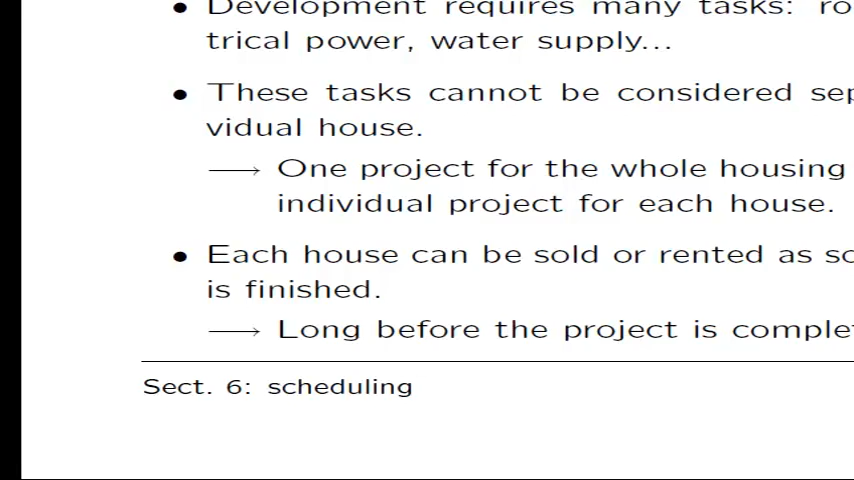 • Development requires many tasks: ro
trical power, water supply...
• These tasks cannot be considered sep
vidual house.
⟶ One project for the whole housing
individual project for each house.
• Each house can be sold or rented as so
is finished.
⟶ Long before the project is complet
Sect. 6: scheduling